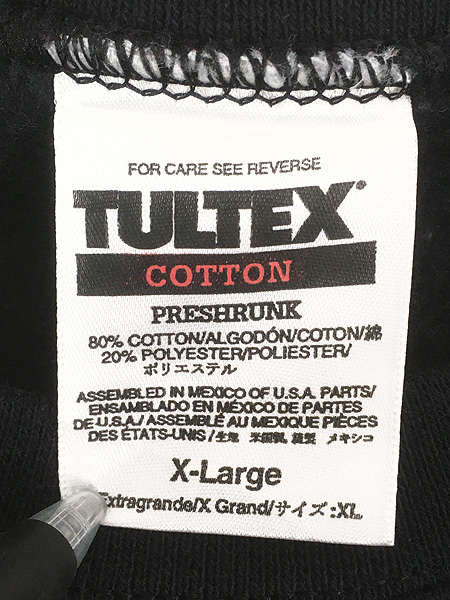 FOR CARE SEE REVERSE
TULTEX®
COTTON
PRESHRUNK
80% COTTON/ALGODÓN/COTON/綿
20% POLYESTER/POLIESTER/
ポリエステル
ASSEMBLED IN MEXICO OF U.S.A. PARTS/
ENSAMBLADO EN MÉXICO DE PARTES
DE U.S.A./ ASSEMBLÉ AU MEXIQUE PIÈCES
DES ÉTATS-UNIS/生地 米国製, 縫製 メキシコ
X-Large
Extragrande/X Grand/サイズ:XL